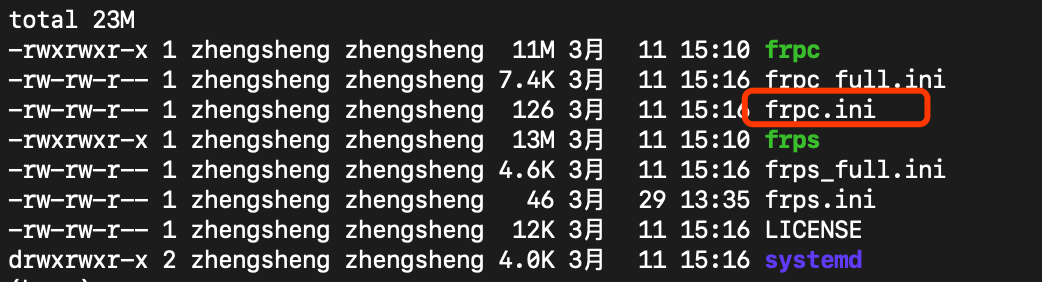 total 23M
-rwxrwxr-x 1 zhengsheng zhengsheng 11M 3月 11 15:10 frpc
-rw-rw-r-- 1 zhengsheng zhengsheng 7.4K 3月 11 15:16 frpc_full.ini
-rw-rw-r-- 1 zhengsheng zhengsheng 126 3月 11 15:16 frpc.ini
-rwxrwxr-x 1 zhengsheng zhengsheng 13M 3月 11 15:10 frps
-rw-rw-r-- 1 zhengsheng zhengsheng 4.6K 3月 11 15:16 frps_full.ini
-rw-rw-r-- 1 zhengsheng zhengsheng 46 3月 29 13:35 frps.ini
-rw-rw-r-- 1 zhengsheng zhengsheng 12K 3月 11 15:16 LICENSE
drwxrwxr-x 2 zhengsheng zhengsheng 4.0K 3月 11 15:16 systemd